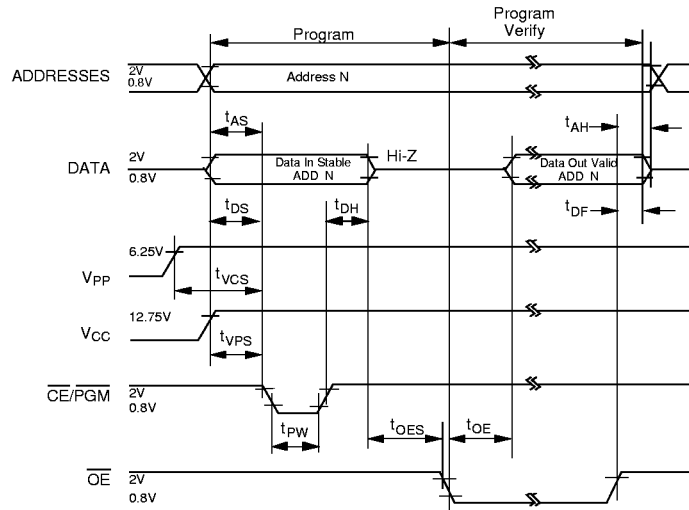 Program
Program
Verify
ADDRESSES
2V
0.8V
Address N
tAS
tAH
DATA
2V
0.8V
Data In Stable
ADD N
Hi-Z
Data Out Valid
ADD N
tDS
tDH
tDF
6.25V
VPP
tVCS
12.75V
VCC
tVPS
CE/PGM
2V
0.8V
tPW
tOES
tOE
OE
2V
0.8V